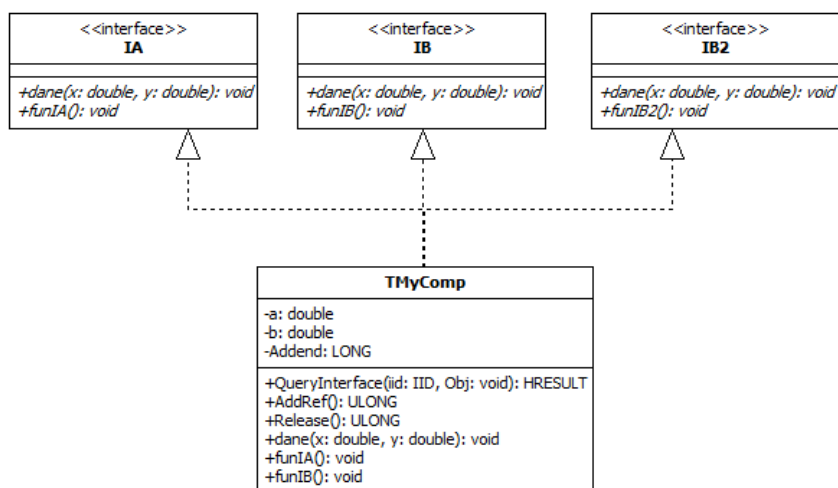 <<interface>>
IA
+dane(x: double, y: double): void
+funIA(): void
<<interface>>
IB
+dane(x: double, y: double): void
+funIB(): void
<<interface>>
IB2
+dane(x: double, y: double): void
+funIB2(): void
TMyComp
-a: double
-b: double
-Addend: LONG
+QueryInterface(iid: IID, Obj: void): HRESULT
+AddRef(): ULONG
+Release(): ULONG
+dane(x: double, y: double): void
+funIA(): void
+funIB(): void